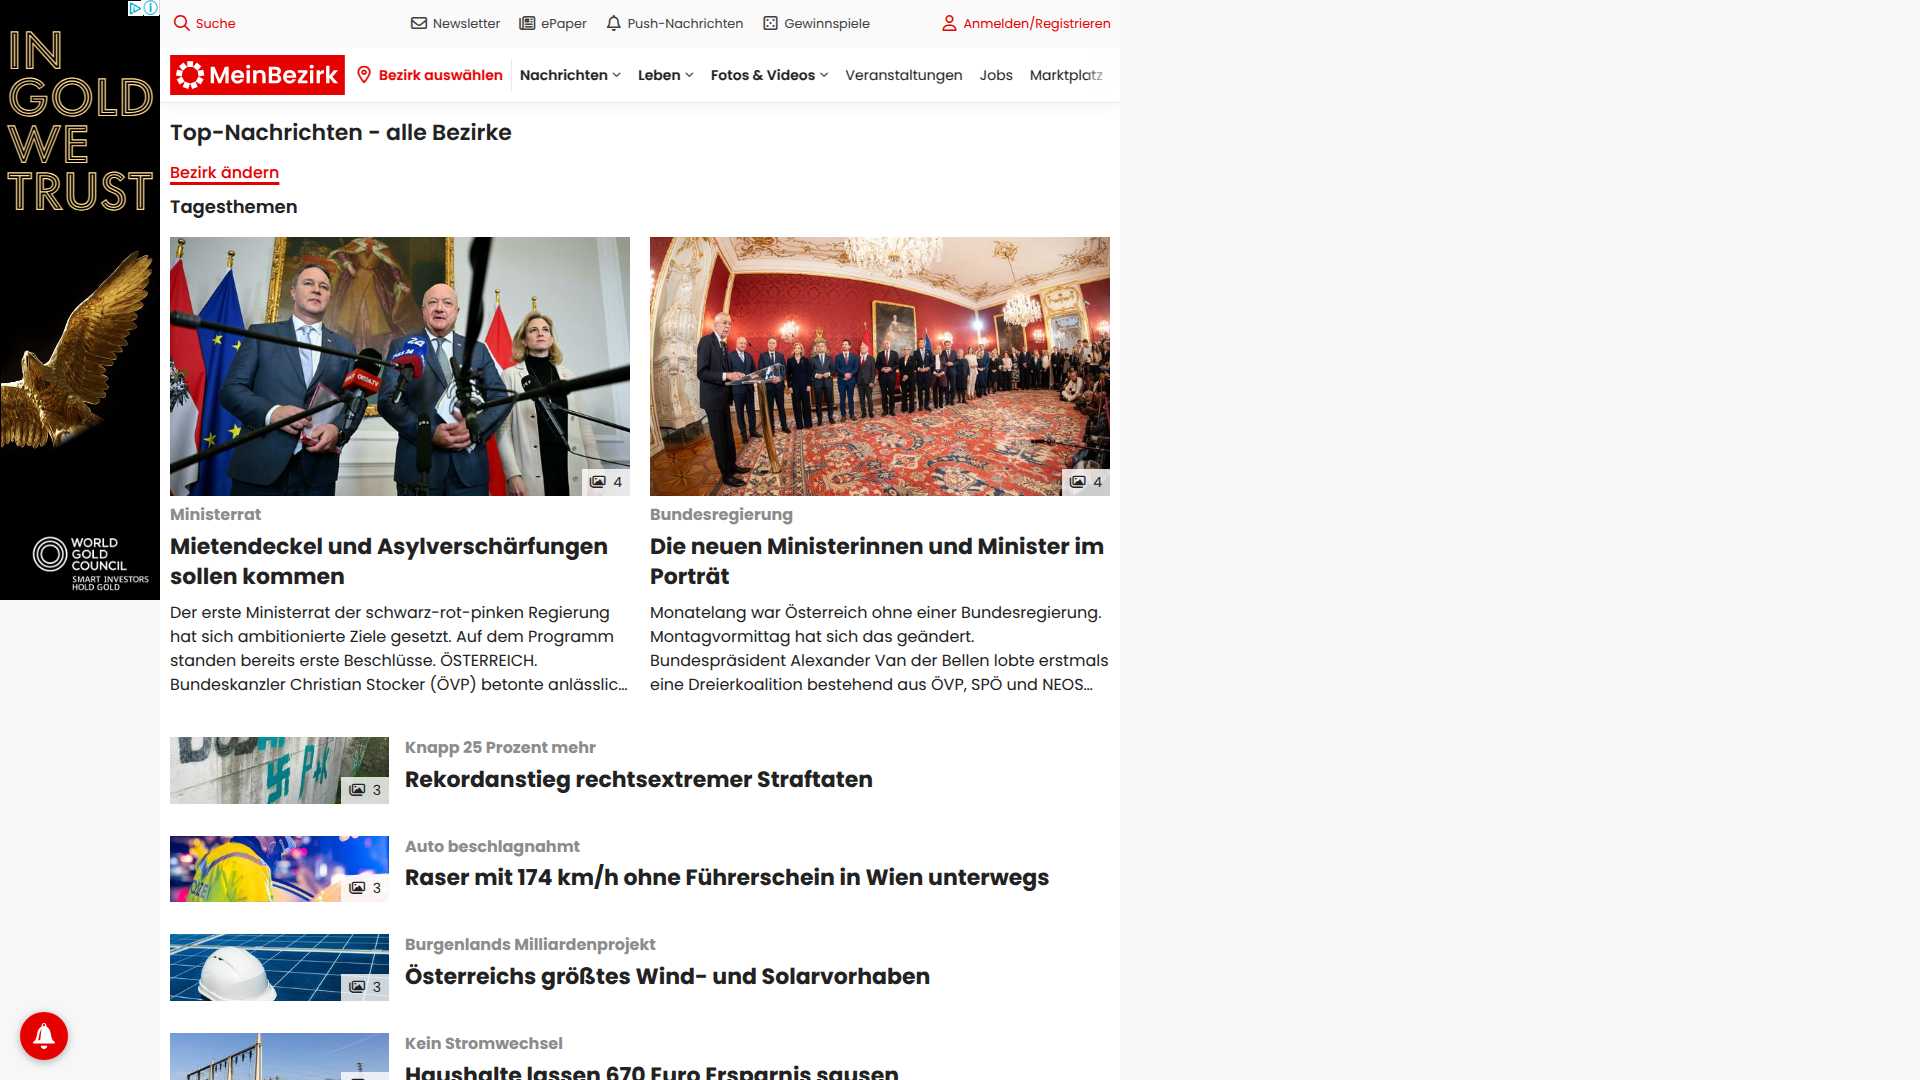 IN
GOLD
WE
TRUST
WORLD
GOLD
COUNCIL
SMART INVESTORS
HOLD GOLD
Suche
Newsletter
ePaper
Push-Nachrichten
Gewinnspiele
Anmelden/Registrieren
MeinBezirk
Bezirk auswählen
Nachrichten
Leben
Fotos & Videos
Veranstaltungen
Jobs
Marktplatz
Top-Nachrichten - alle Bezirke
Bezirk ändern
Tagesthemen
4
Ministerrat
Mietendeckel und Asylverschärfungen
sollen kommen
Der erste Ministerrat der schwarz-rot-pinken Regierung
hat sich ambitionierte Ziele gesetzt. Auf dem Programm
standen bereits erste Beschlüsse. ÖSTERREICH.
Bundeskanzler Christian Stocker (ÖVP) betonte anlässlic...
4
Bundesregierung
Die neuen Ministerinnen und Minister im
Porträt
Monatelang war Österreich ohne einer Bundesregierung.
Montagvormittag hat sich das geändert.
Bundespräsident Alexander Van der Bellen lobte erstmals
eine Dreierkoalition bestehend aus ÖVP, SPÖ und NEOS...
3
Knapp 25 Prozent mehr
Rekordanstieg rechtsextremer Straftaten
3
Auto beschlagnahmt
Raser mit 174 km/h ohne Führerschein in Wien unterwegs
3
Burgenlands Milliardenprojekt
Österreichs größtes Wind- und Solarvorhaben
Kein Stromwechsel
Haushalte lassen 670 Euro Ersparnis sausen